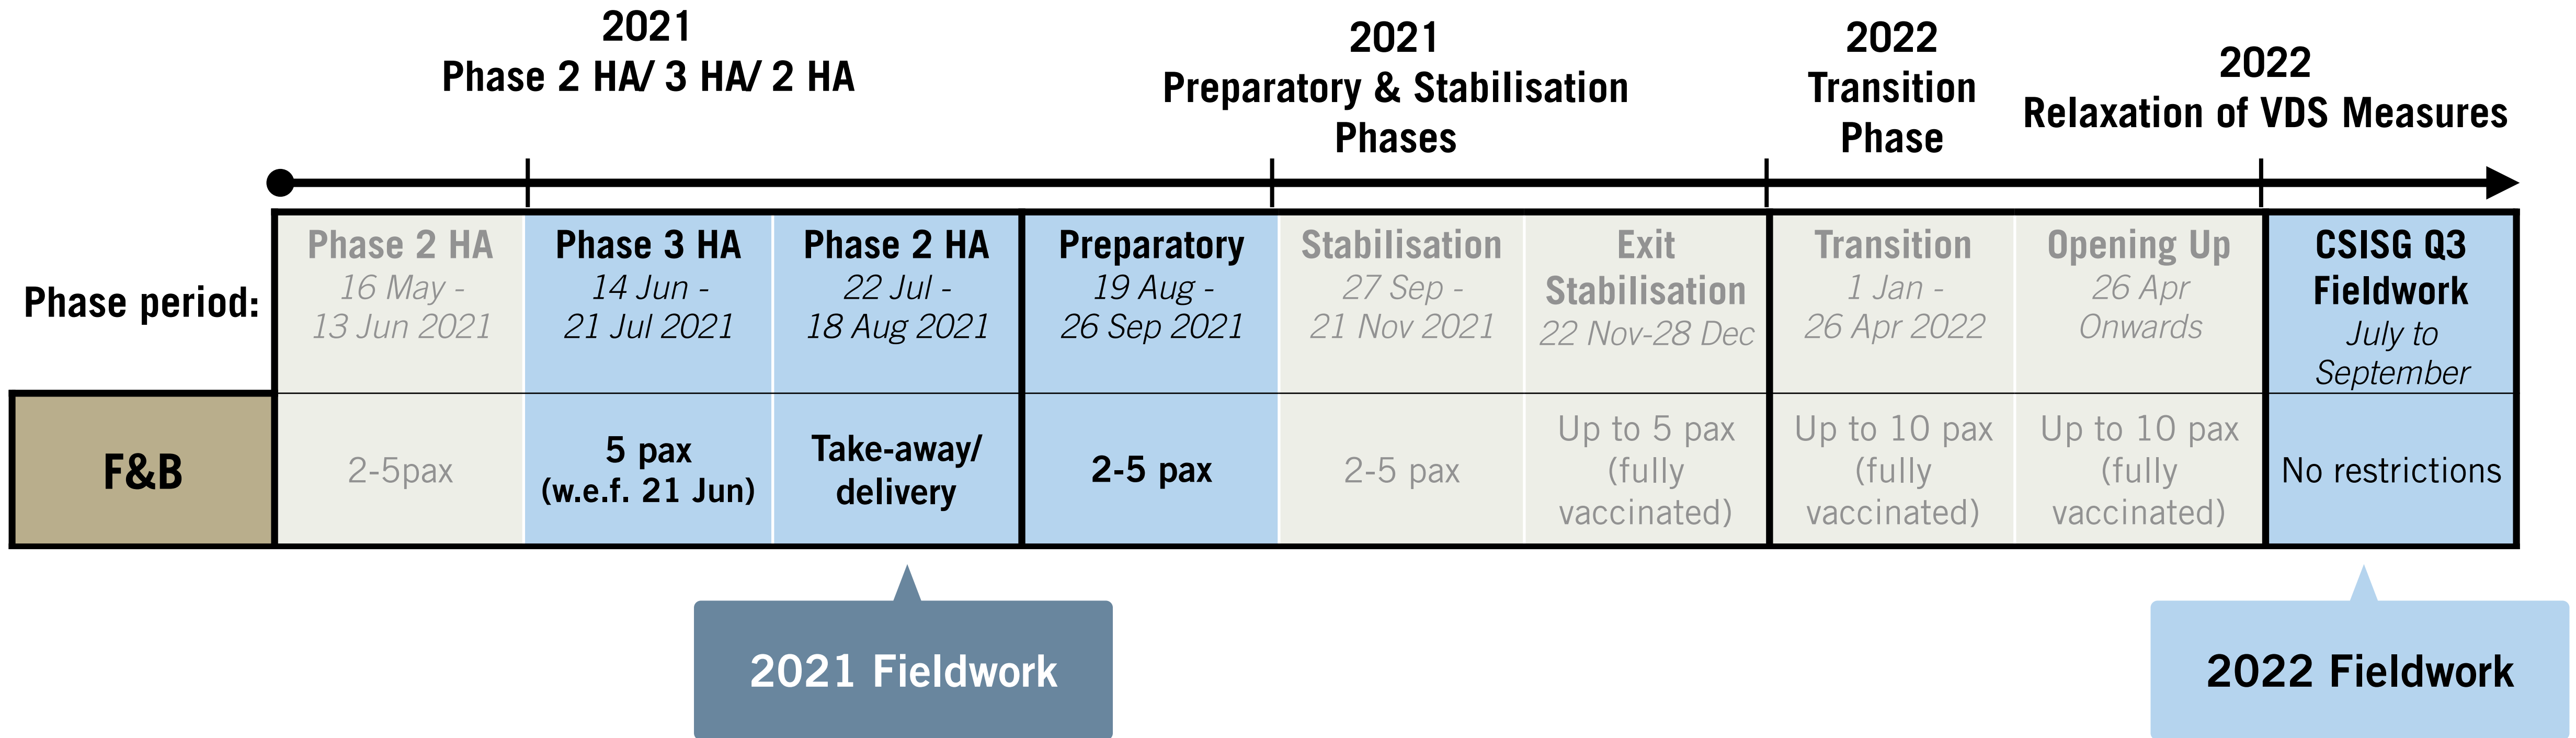 2021
Phase 2 HA/ 3 HA/ 2 HA
2021
Preparatory & Stabilisation
Phases
2022
Transition
Phase
2022
Relaxation of VDS Measures
Phase period:
Phase 2 HA
16 May -
13 Jun 2021
Phase 3 HA
14 Jun -
21 Jul 2021
Phase 2 HA
22 Jul -
18 Aug 2021
Preparatory
19 Aug -
26 Sep 2021
Stabilisation
27 Sep -
21 Nov 2021
Exit
Stabilisation
22 Nov-28 Dec
Transition
1 Jan -
26 Apr 2022
Opening Up
26 Apr
Onwards
CSISG Q3
Fieldwork
July to
September
F&B
2-5pax
5 pax
(w.e.f. 21 Jun)
Take-away/
delivery
2-5 pax
2-5 pax
Up to 5 pax
(fully
vaccinated)
Up to 10 pax
(fully
vaccinated)
Up to 10 pax
(fully
vaccinated)
No restrictions
2021 Fieldwork
2022 Fieldwork